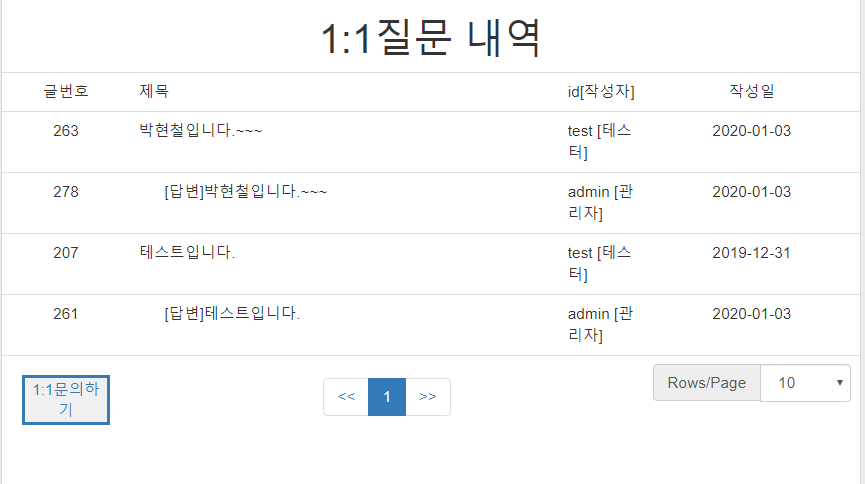 1:1질문 내역
글번호 제목 id[작성자] 작성일
263 박현철입니다.~~~ test [테스 2020-01-03
터]
278 [답변]박현철입니다.~~~ admin [관 2020-01-03
리자]
207 테스트입니다. test [테스 2019-12-31
터]
261 [답변]테스트입니다. admin [관 2020-01-03
리자]
1:1문의하
기
<< 1 >>
Rows/Page 10